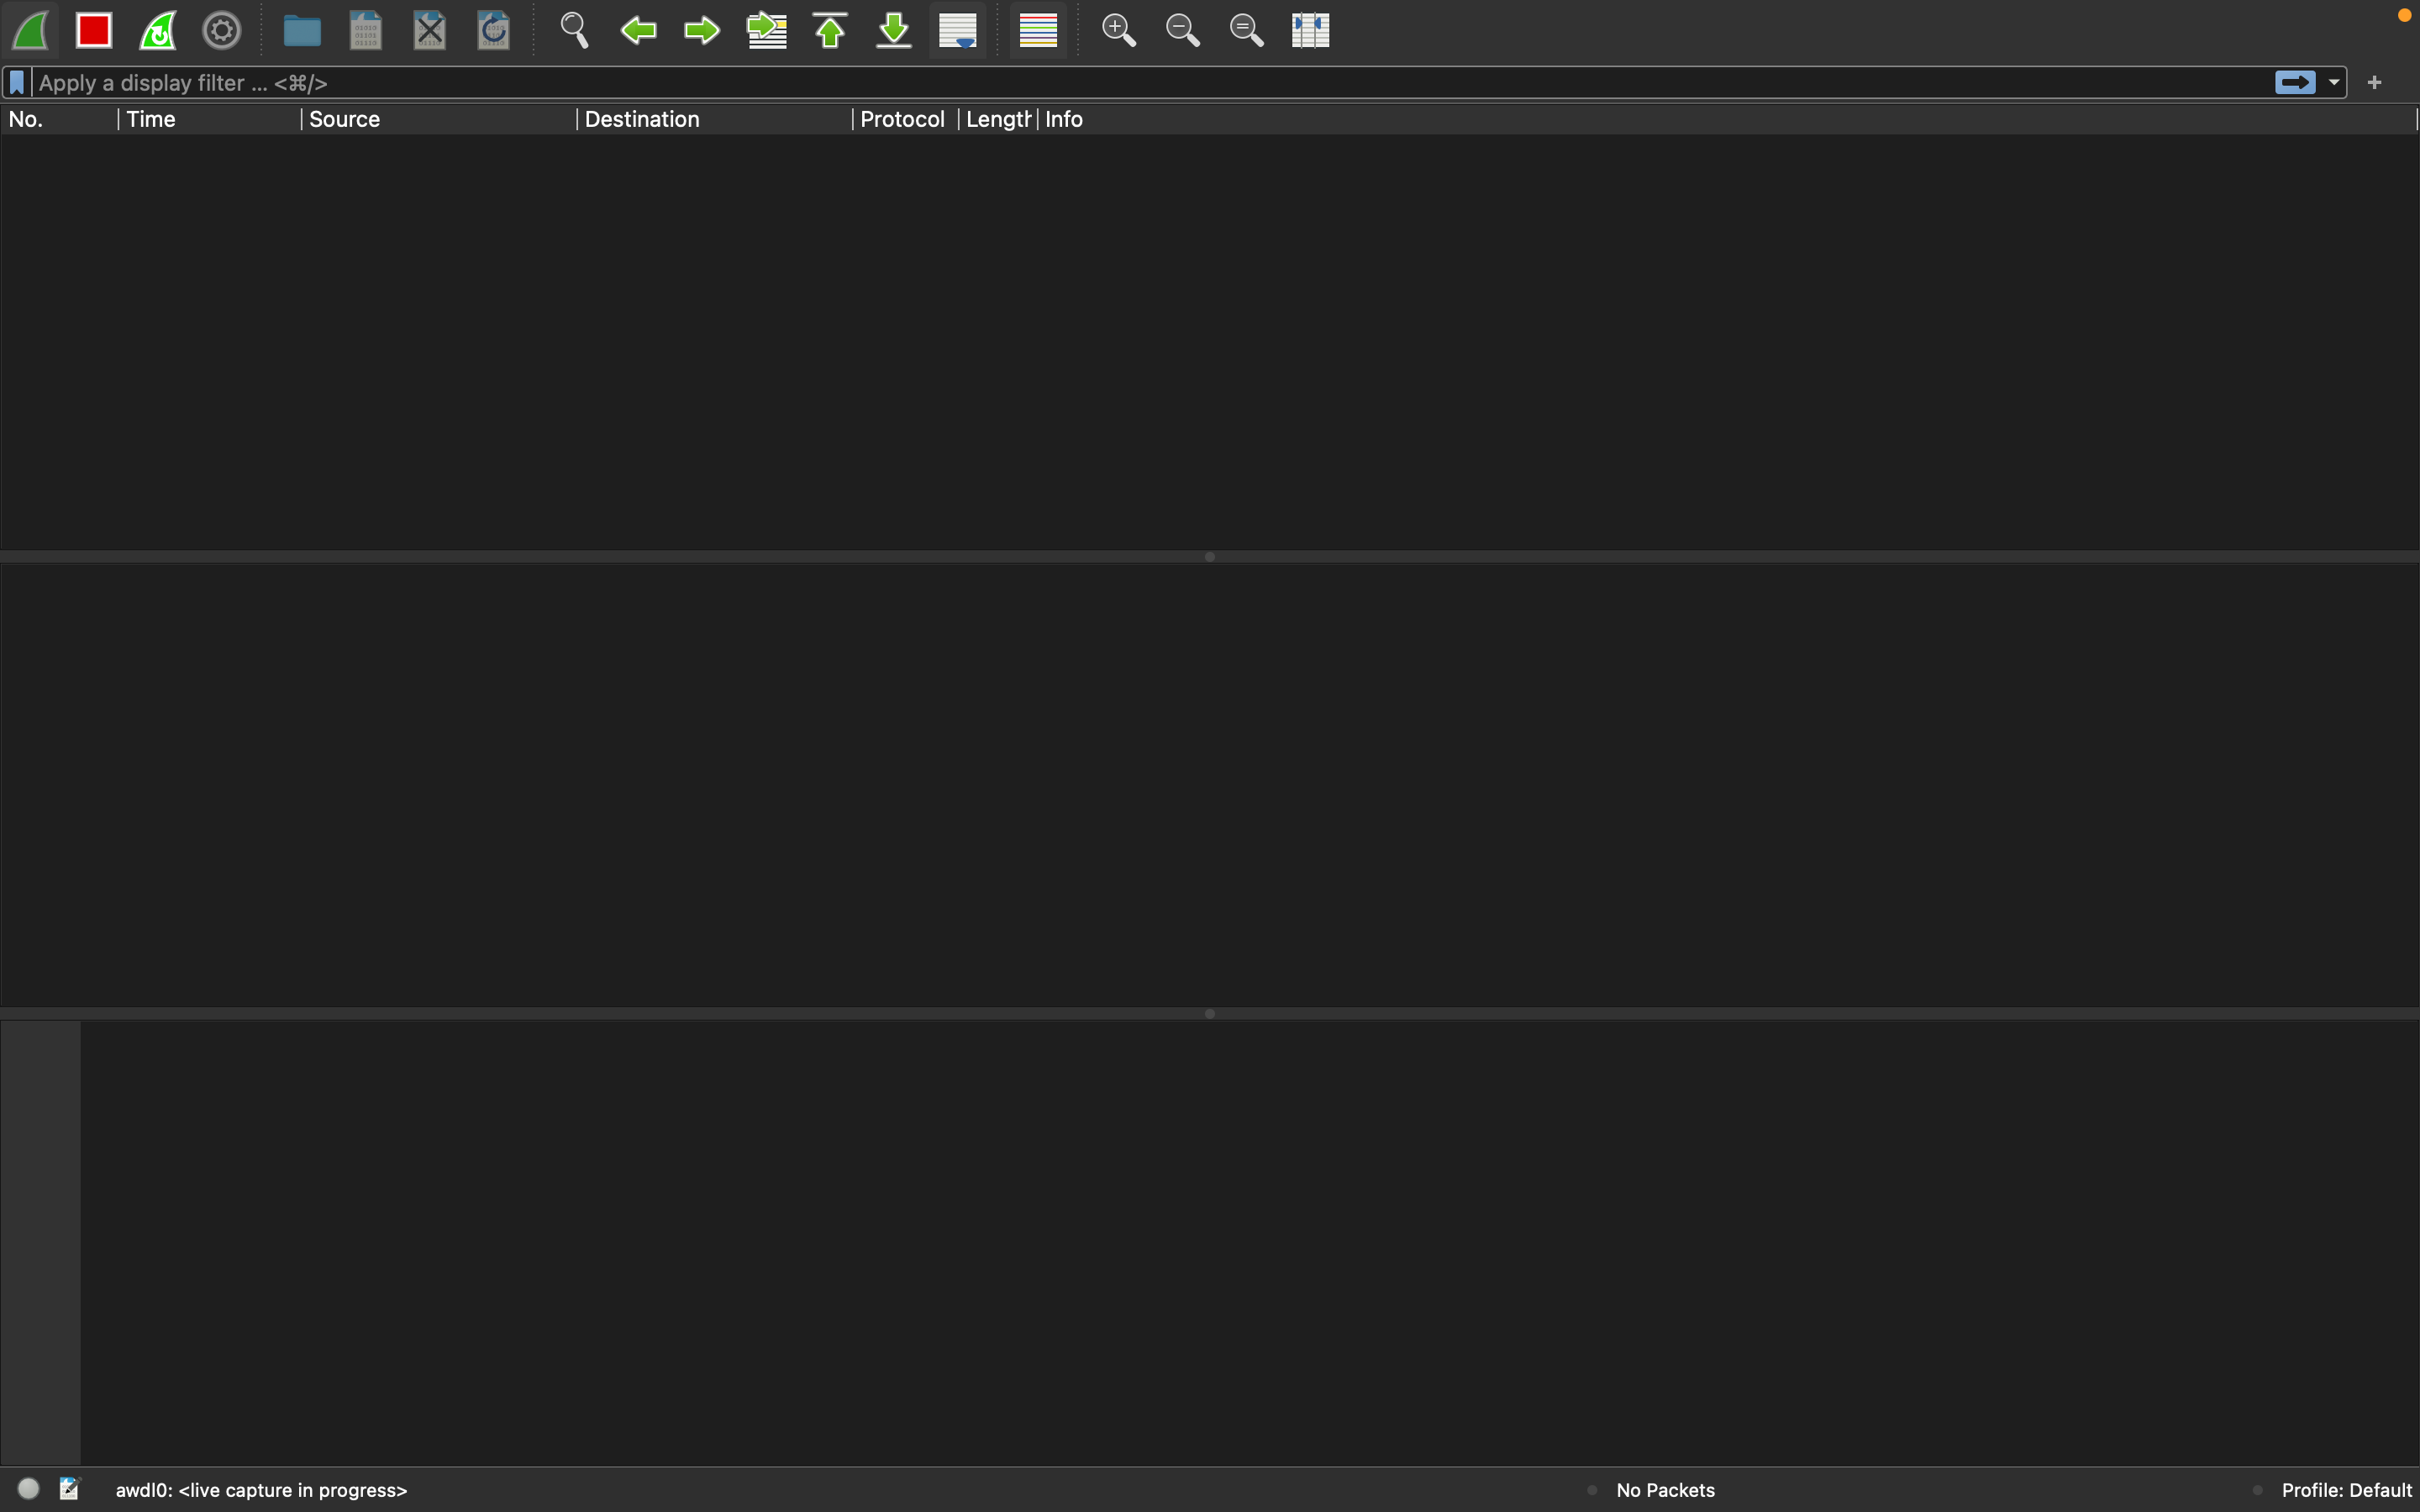 Apply a display filter ... <⌘/>
No. Time Source Destination Protocol Length Info
awdl0: <live capture in progress> No Packets Profile: Default